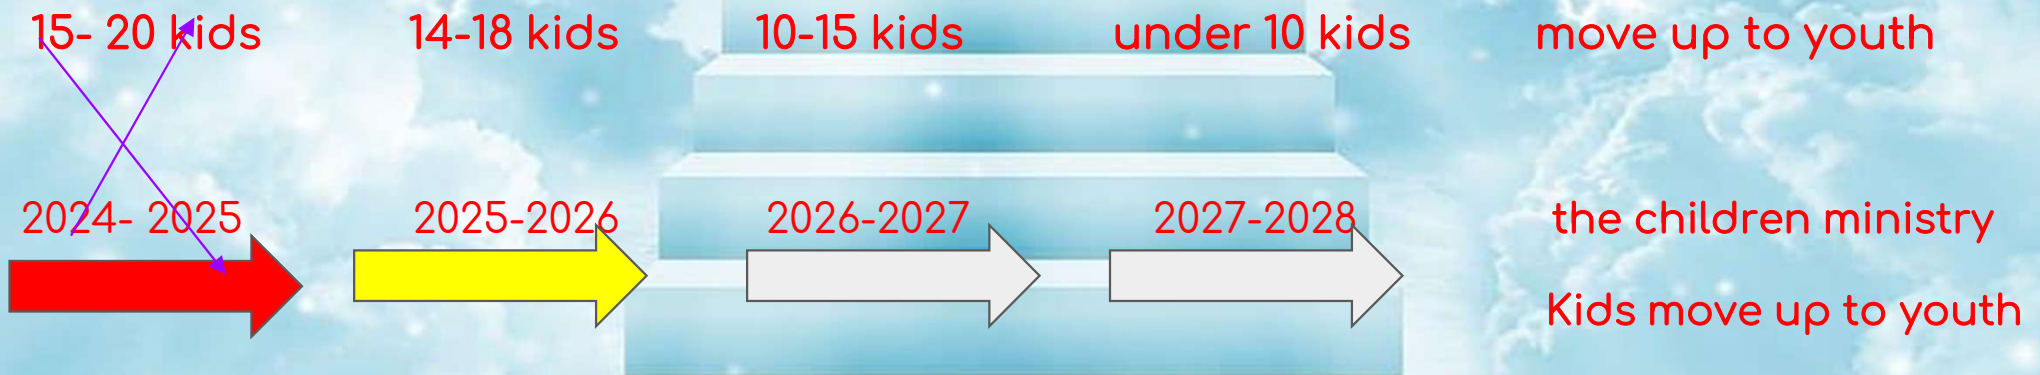 15- 20 kids 14-18 kids 10-15 kids under 10 kids move up to youth
2024- 2025 2025-2026 2026-2027 2027-2028 the children ministry
Kids move up to youth